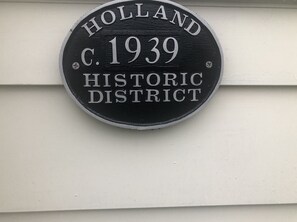 HOLLAND
C. 1939
HISTORIC
DISTRICT